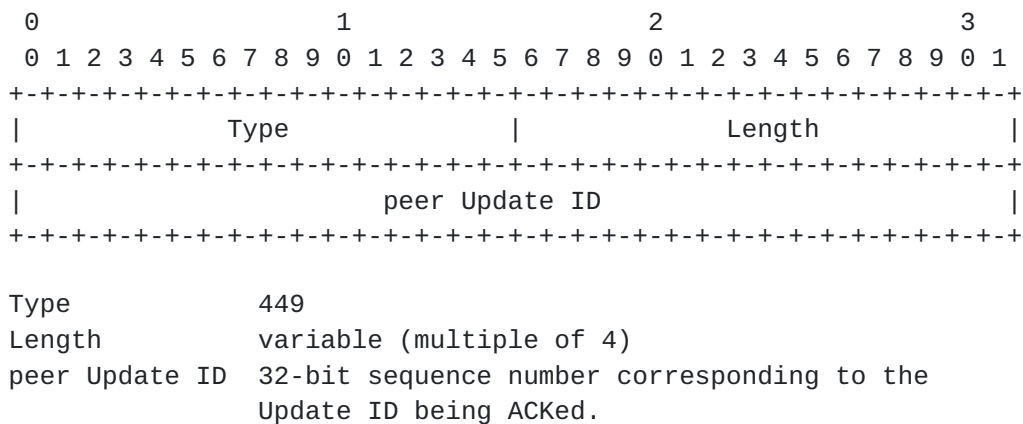 0                   1                   2                   3
 0 1 2 3 4 5 6 7 8 9 0 1 2 3 4 5 6 7 8 9 0 1 2 3 4 5 6 7 8 9 0 1
+-+-+-+-+-+-+-+-+-+-+-+-+-+-+-+-+-+-+-+-+-+-+-+-+-+-+-+-+-+-+-+-+
|             Type              |             Length            |
+-+-+-+-+-+-+-+-+-+-+-+-+-+-+-+-+-+-+-+-+-+-+-+-+-+-+-+-+-+-+-+-+
|                       peer Update ID                          |
+-+-+-+-+-+-+-+-+-+-+-+-+-+-+-+-+-+-+-+-+-+-+-+-+-+-+-+-+-+-+-+-+

Type            449
Length          variable (multiple of 4)
peer Update ID  32-bit sequence number corresponding to the
                Update ID being ACKed.